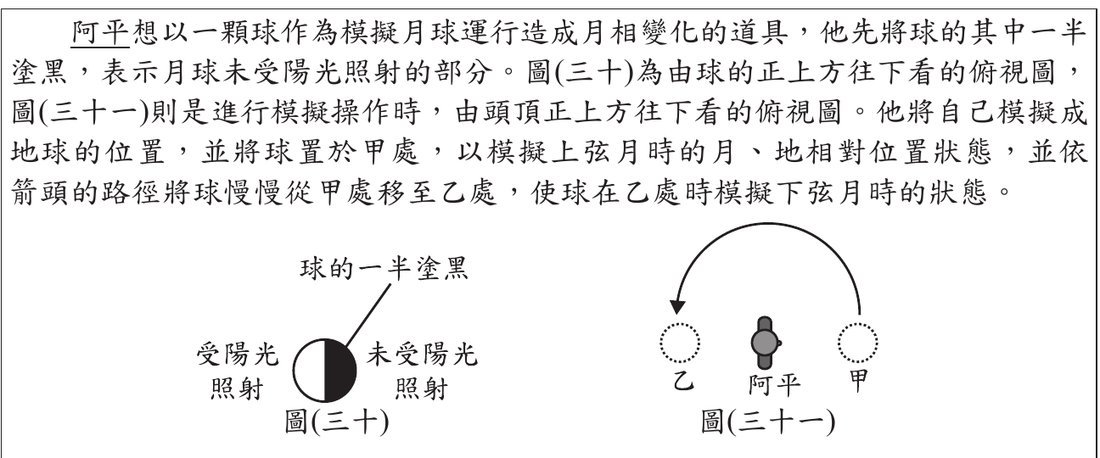 阿平想以一顆球作為模擬月球運行造成月相變化的道具，他先將球的其中一半
塗黑，表示月球未受陽光照射的部分。圖(三十)為由球的正上方往下看的俯視圖，
圖(三十一)則是進行模擬操作時，由頭頂正上方往下看的俯視圖。他將自己模擬成
地球的位置，並將球置於甲處，以模擬上弦月時的月、地相對位置狀態，並依
箭頭的路徑將球慢慢從甲處移至乙處，使球在乙處時模擬下弦月時的狀態。
球的一半塗黑
受陽光
照射
未受陽光
照射
圖(三十)
乙
阿平
甲
圖(三十一)